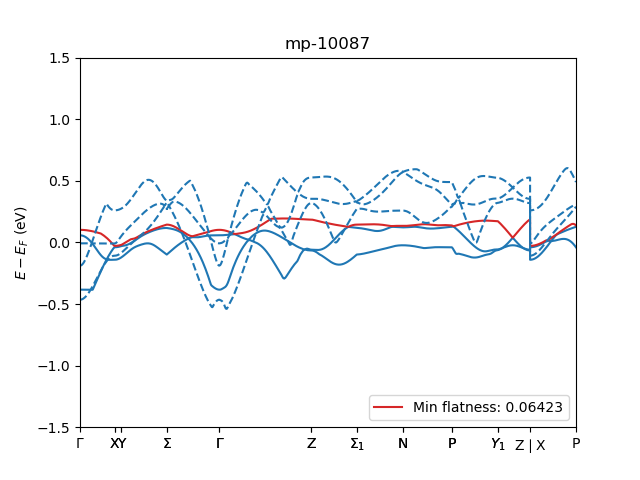 mp-10087
E − E_F (eV)
1.5
1.0
0.5
0.0
−0.5
−1.0
−1.5
Min flatness: 0.06423
Γ X Y Σ Γ Z Σ₁ N P Y₁ Z | X P